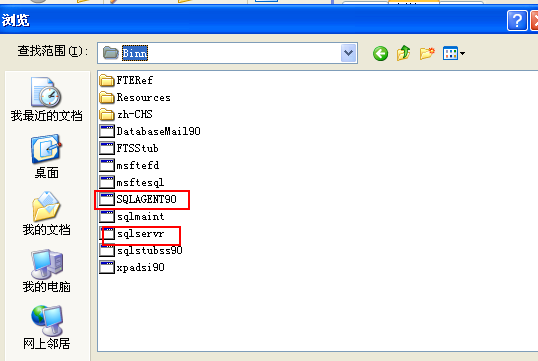 浏览
查找范围(I):
Binn
我最近的文档
桌面
我的文档
我的电脑
网上邻居
FTERef
Resources
zh-CHS
DatabaseMail90
FTSStub
msftefd
msftesql
SQLAGENT90
sqlmaint
sqlservr
sqlstubss90
xpadsi90